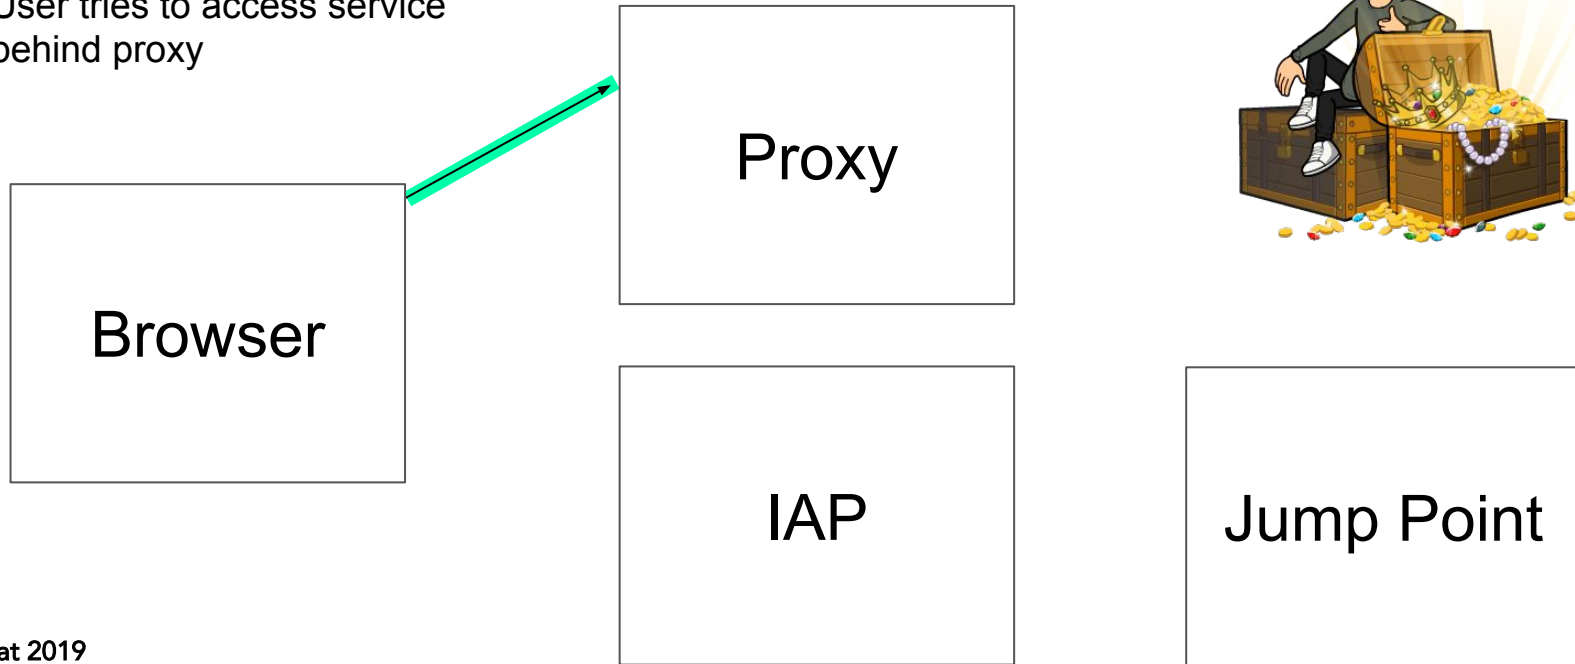 User tries to access service
behind proxy
Proxy
Browser
IAP
Jump Point
at 2019